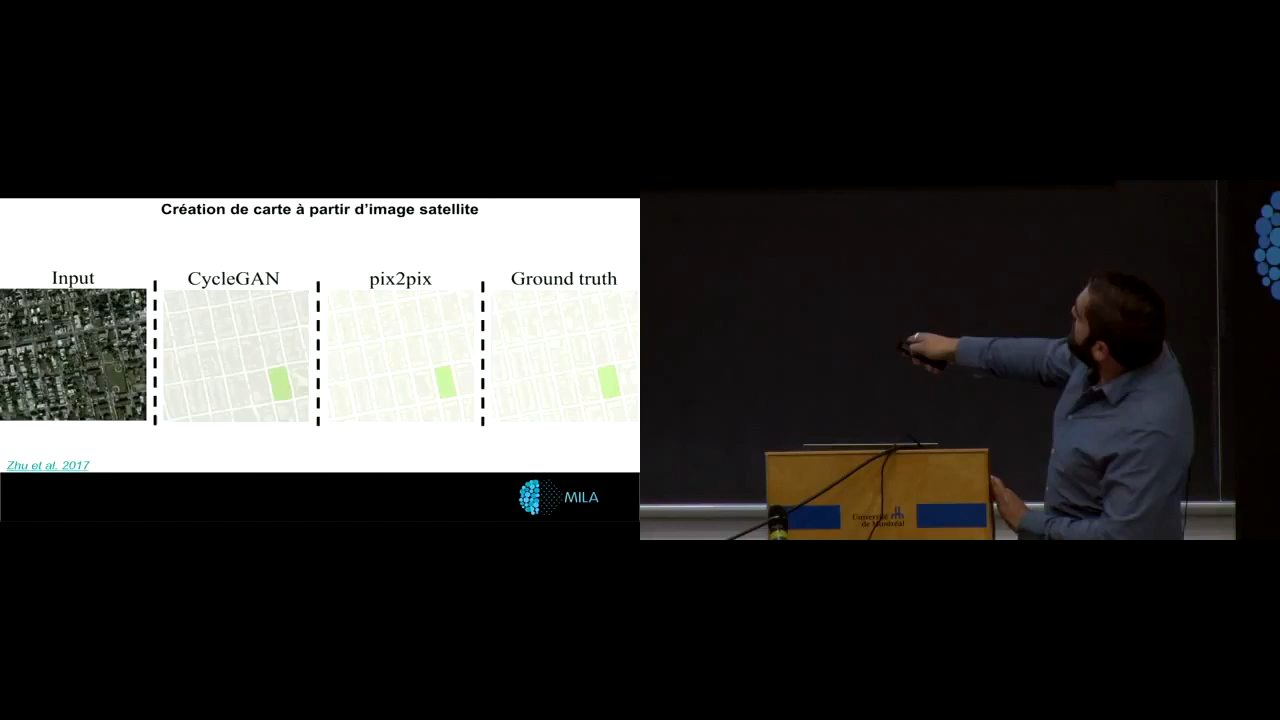 Création de carte à partir d'image satellite
Input
CycleGAN
pix2pix
Ground truth
Zhu et al, 2017
MILA
Université
de Montréal